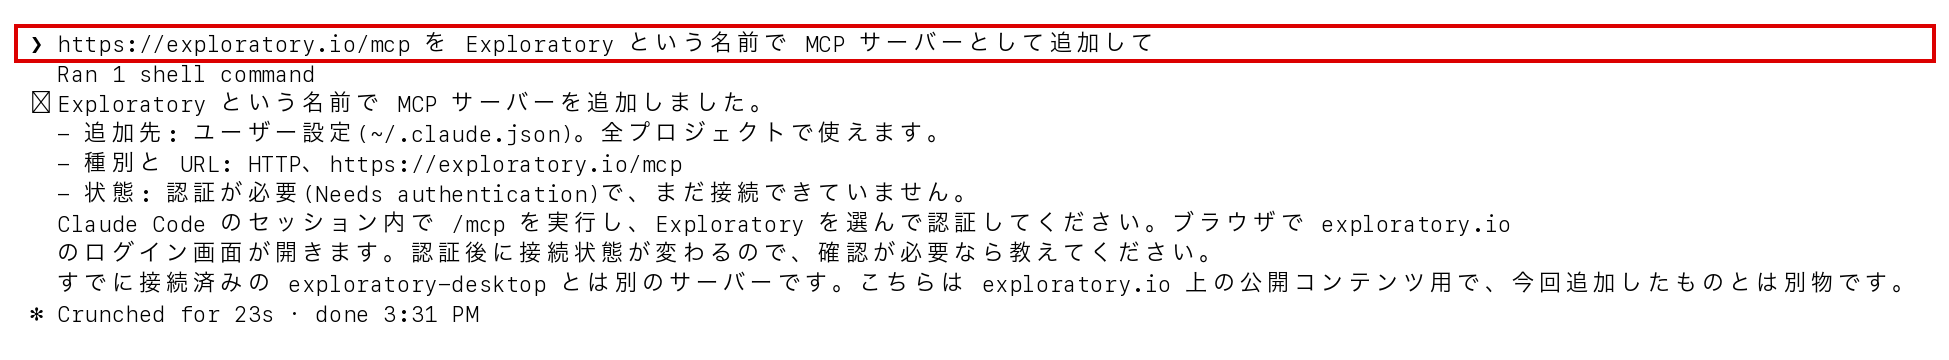 ❯ https://exploratory.io/mcp を Exploratory という名前で MCP サーバーとして追加して
Ran 1 shell command
Exploratory という名前で MCP サーバーを追加しました。
- 追加先: ユーザー設定(~/.claude.json)。全プロジェクトで使えます。
- 種別と URL: HTTP、https://exploratory.io/mcp
- 状態: 認証が必要(Needs authentication)で、まだ接続できていません。
Claude Code のセッション内で /mcp を実行し、Exploratory を選んで認証してください。ブラウザで exploratory.io
のログイン画面が開きます。認証後に接続状態が変わるので、確認が必要なら教えてください。
すでに接続済みの exploratory-desktop とは別のサーバーです。こちらは exploratory.io 上の公開コンテンツ用で、今回追加したものとは別物です。
✻ Crunched for 23s · done 3:31 PM